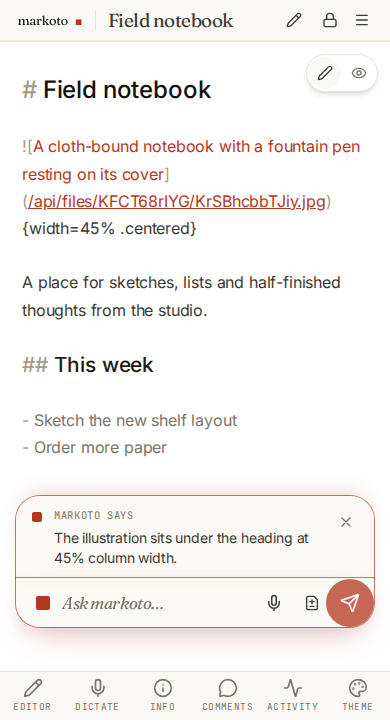 markoto
Field notebook
# Field notebook
![A cloth-bound notebook with a fountain pen
resting on its cover]
(/api/files/KFCT68rIYG/KrSBhcbbTJiy.jpg)
{width=45% .centered}
A place for sketches, lists and half-finished
thoughts from the studio.
## This week
- Sketch the new shelf layout
- Order more paper
MARKOTO SAYS
The illustration sits under the heading at
45% column width.
Ask markoto...
EDITOR
DICTATE
INFO
COMMENTS
ACTIVITY
THEME